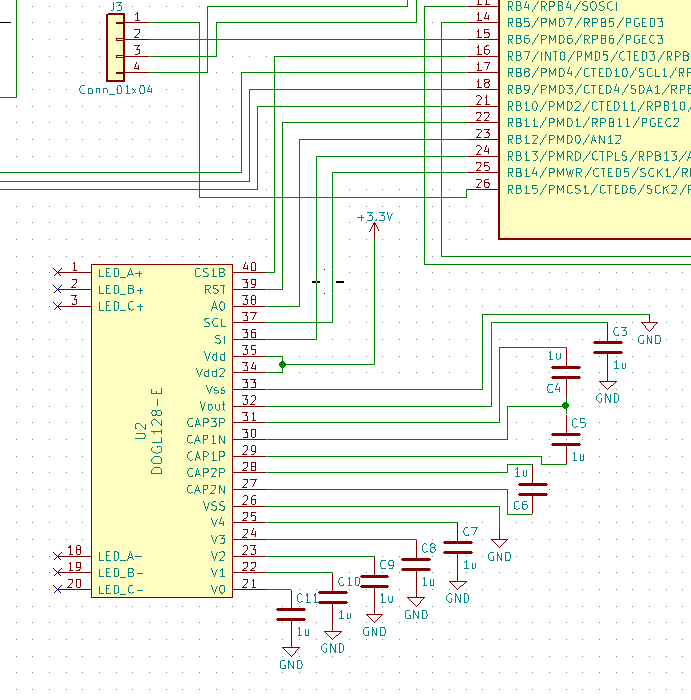 J3
1
2
3
4
Conn_01x04
11 RB4/RPB4/SOSCI
14 RB5/PMD7/RPB5/PGED3
15 RB6/PMD6/RPB6/PGEC3
16 RB7/INT0/PMD5/CTED3/RPB
17 RB8/PMD4/CTED10/SCL1/RP
18 RB9/PMD3/CTED4/SDA1/RPB
21 RB10/PMD2/CTED11/RPB10/
22 RB11/PMD1/RPB11/PGEC2
23 RB12/PMD0/AN12
24 RB13/PMRD/CTPLS/RPB13/A
25 RB14/PMWR/CTED5/SCK1/R
26 RB15/PMCS1/CTED6/SCK2/
+3.3V
1 LED_A+
2 LED_B+
3 LED_C+
18 LED_A-
19 LED_B-
20 LED_C-
U2
DOGL128-E
CS1B 40
RST 39
A0 38
SCL 37
SI 36
Vdd 35
Vdd2 34
Vss 33
Vout 32
CAP3P 31
CAP1N 30
CAP1P 29
CAP2P 28
CAP2N 27
VSS 26
V4 25
V3 24
V2 23
V1 22
V0 21
GND
C3
1u
GND
1u
C4
C5
1u
1u
C6
GND
C7
1u
GND
C8
1u
GND
C9
1u
GND
C10
1u
GND
C11
1u
GND